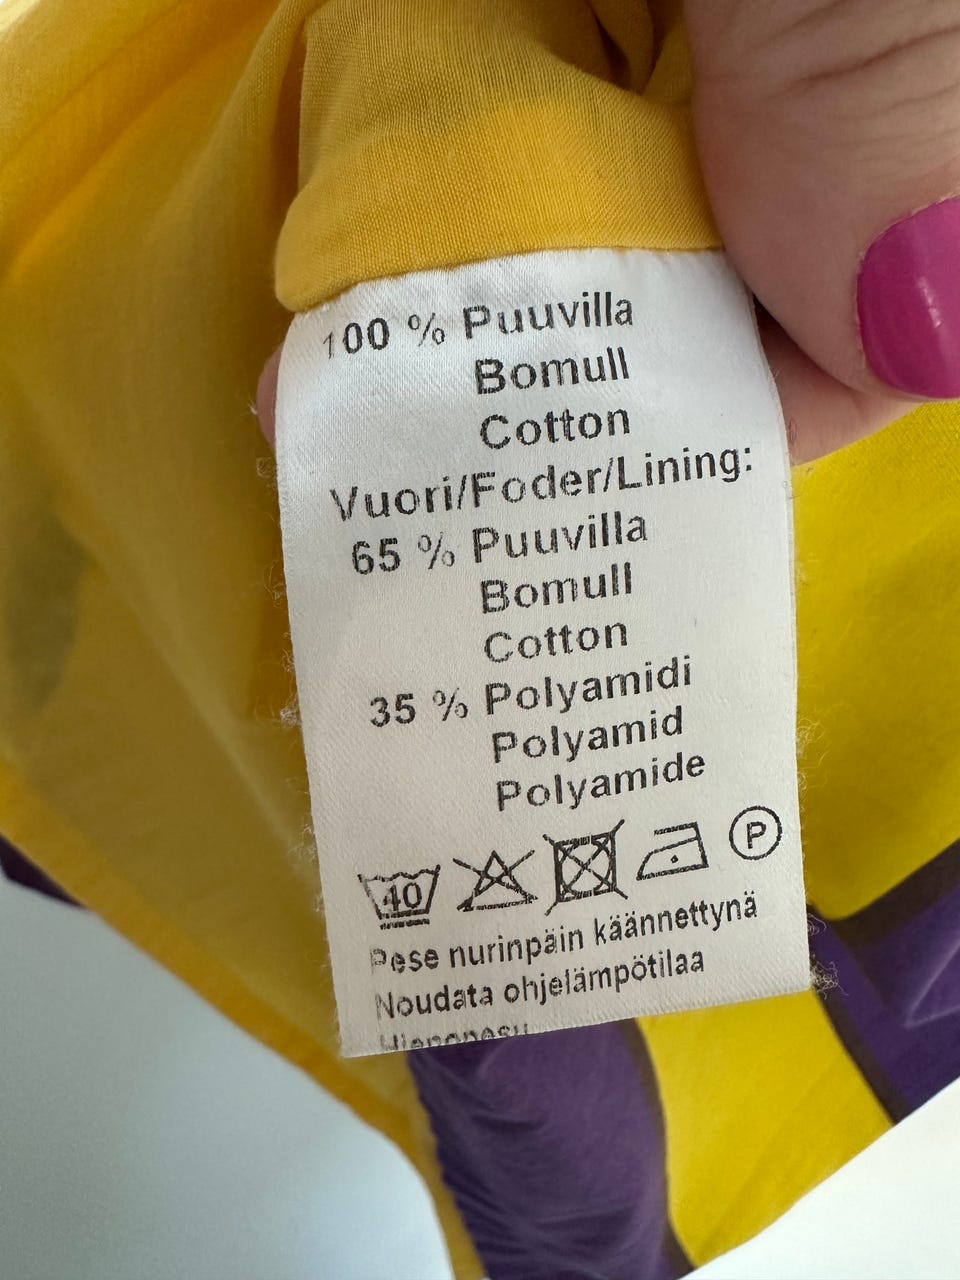 100 % Puuvilla
Bomull
Cotton
Vuori/Foder/Lining:
65 % Puuvilla
Bomull
Cotton
35 % Polyamidi
Polyamid
Polyamide
40 P
Pese nurinpäin käännettynä
Noudata ohjelämpötilaa
Hienopesu